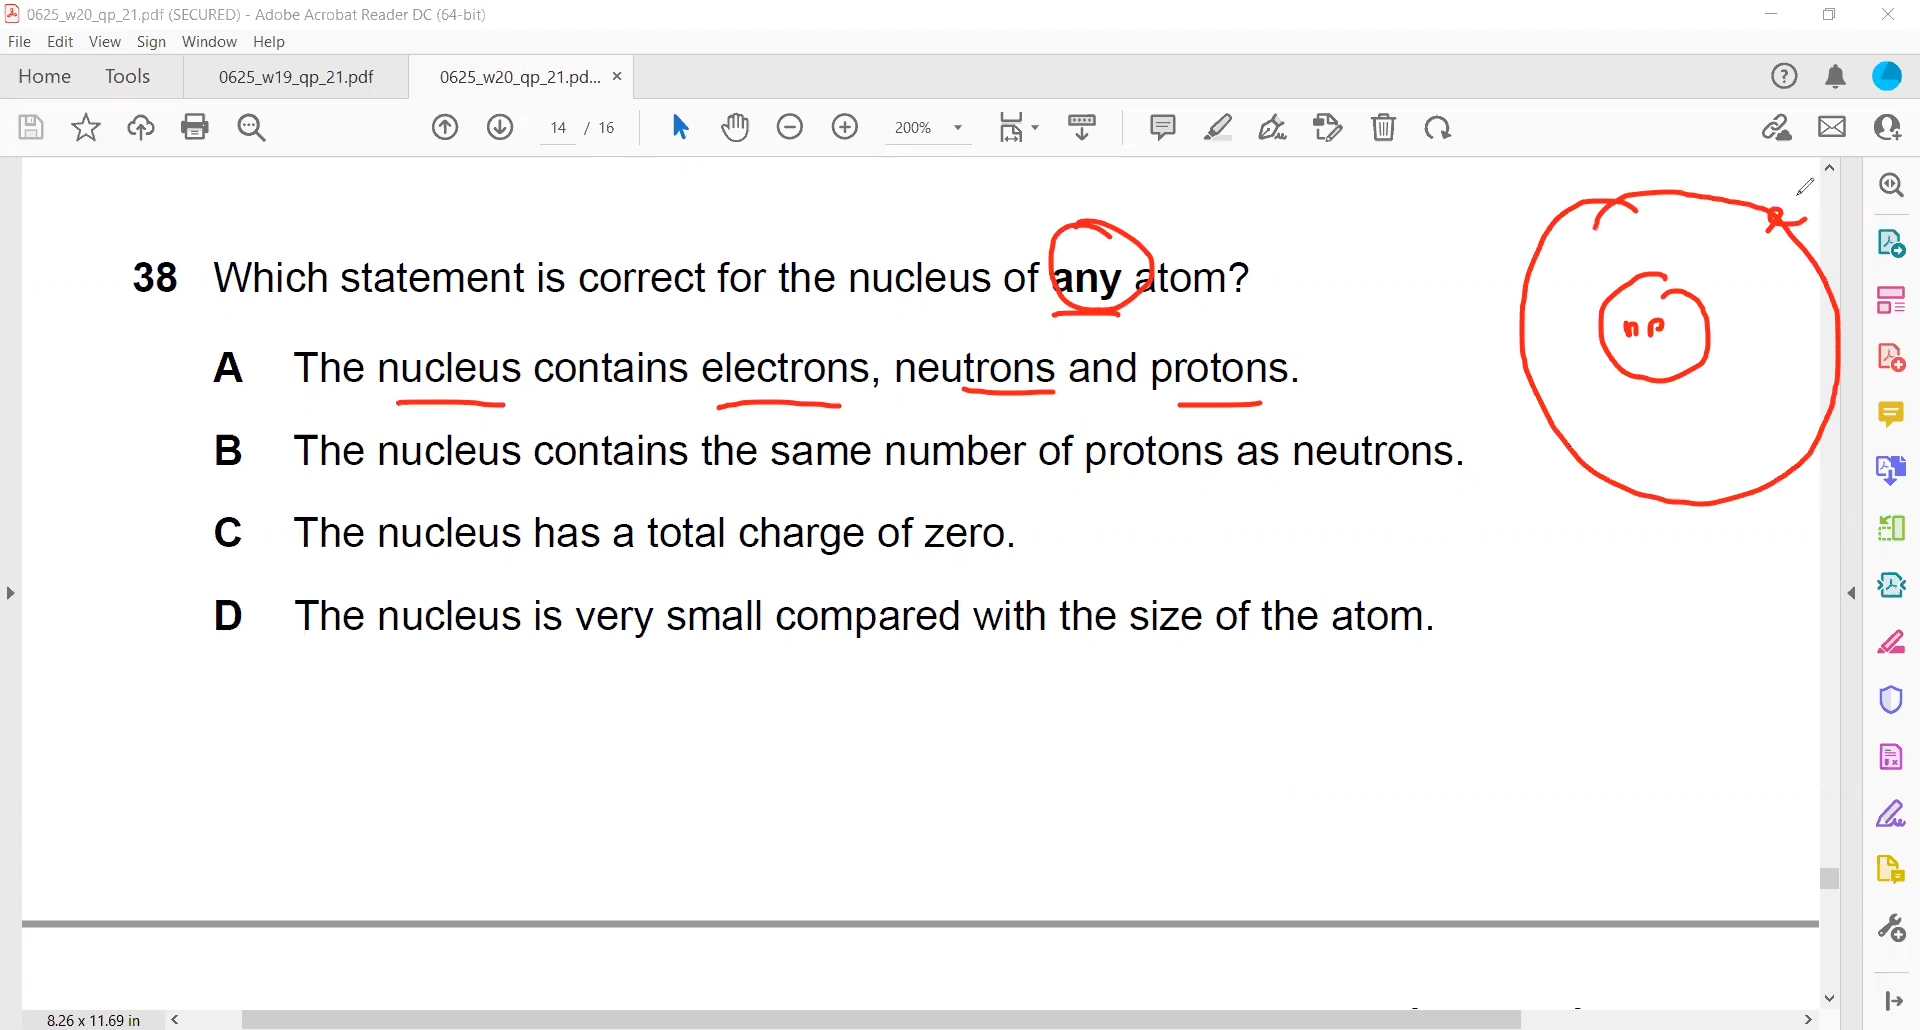 0625_w20_qp_21.pdf (SECURED) - Adobe Acrobat Reader DC (64-bit)
File Edit View Sign Window Help
Home Tools 0625_w19_qp_21.pdf 0625_w20_qp_21.pd... ×
14 / 16 200%
38 Which statement is correct for the nucleus of any atom?
n p
A The nucleus contains electrons, neutrons and protons.
B The nucleus contains the same number of protons as neutrons.
C The nucleus has a total charge of zero.
D The nucleus is very small compared with the size of the atom.
8.26 x 11.69 in